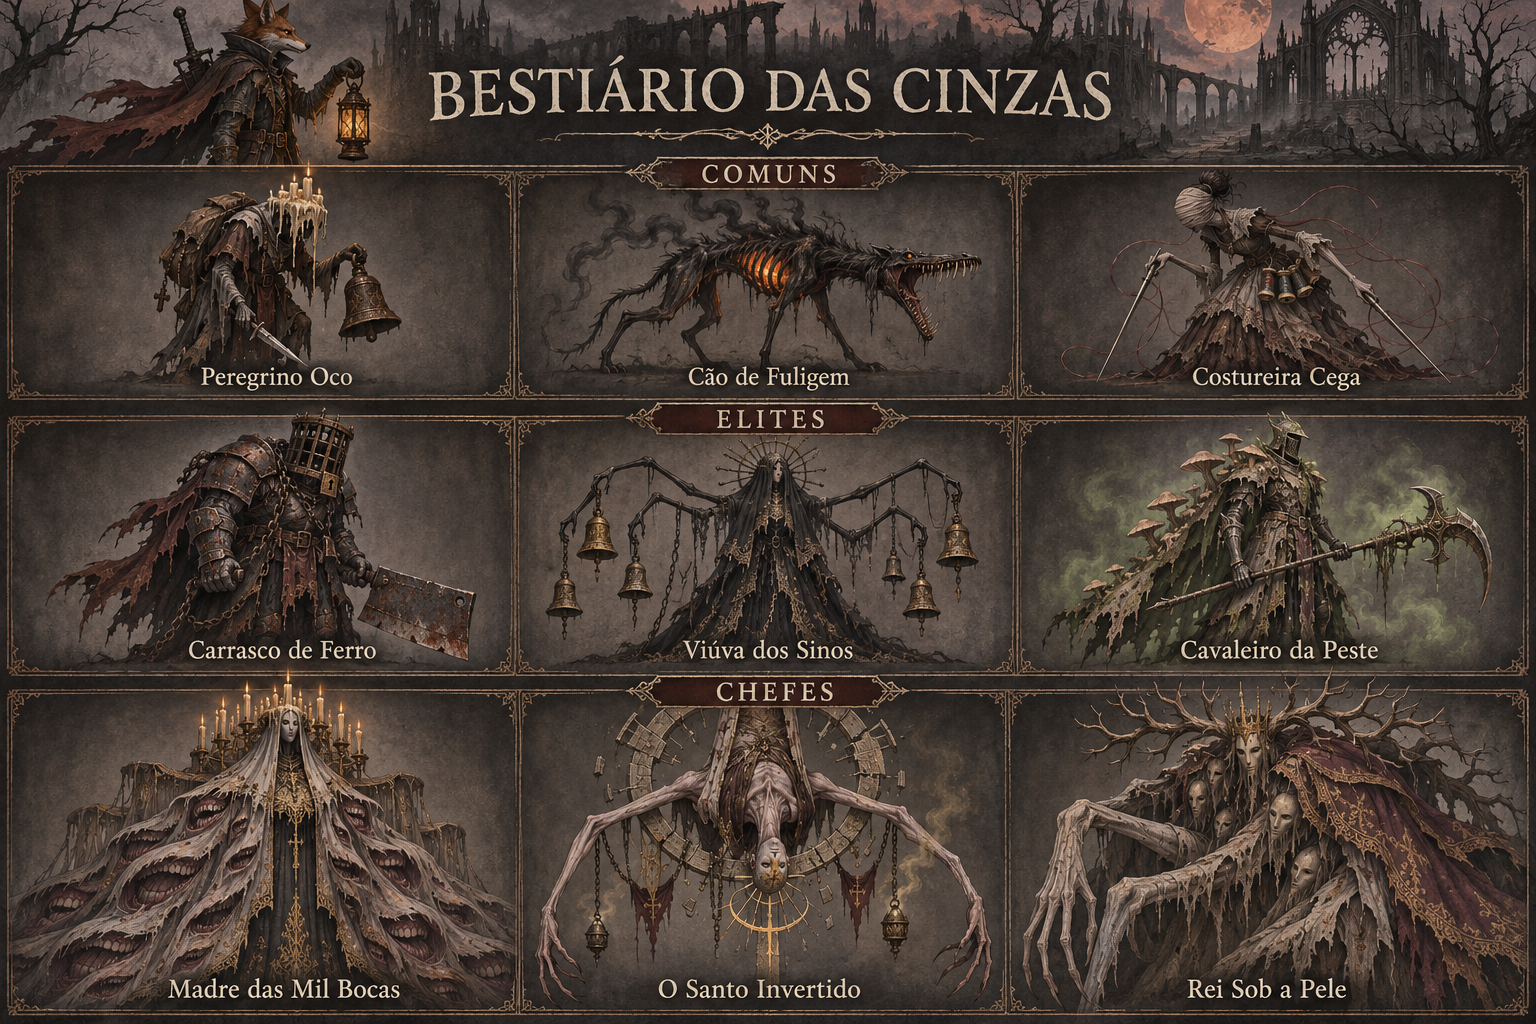 BESTIÁRIO DAS CINZAS
COMUNS
Peregrino Oco
Cão de Fuligem
Costureira Cega
ELITES
Carrasco de Ferro
Viúva dos Sinos
Cavaleiro da Peste
CHEFES
Madre das Mil Bocas
O Santo Invertido
Rei Sob a Pele